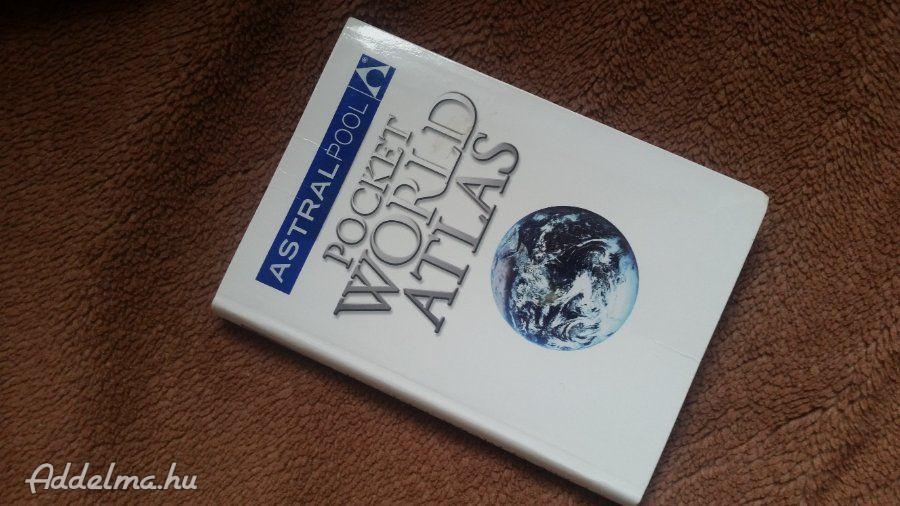 ASTRALPOOL ®
POCKET
WORLD
ATLAS
Addelma.hu